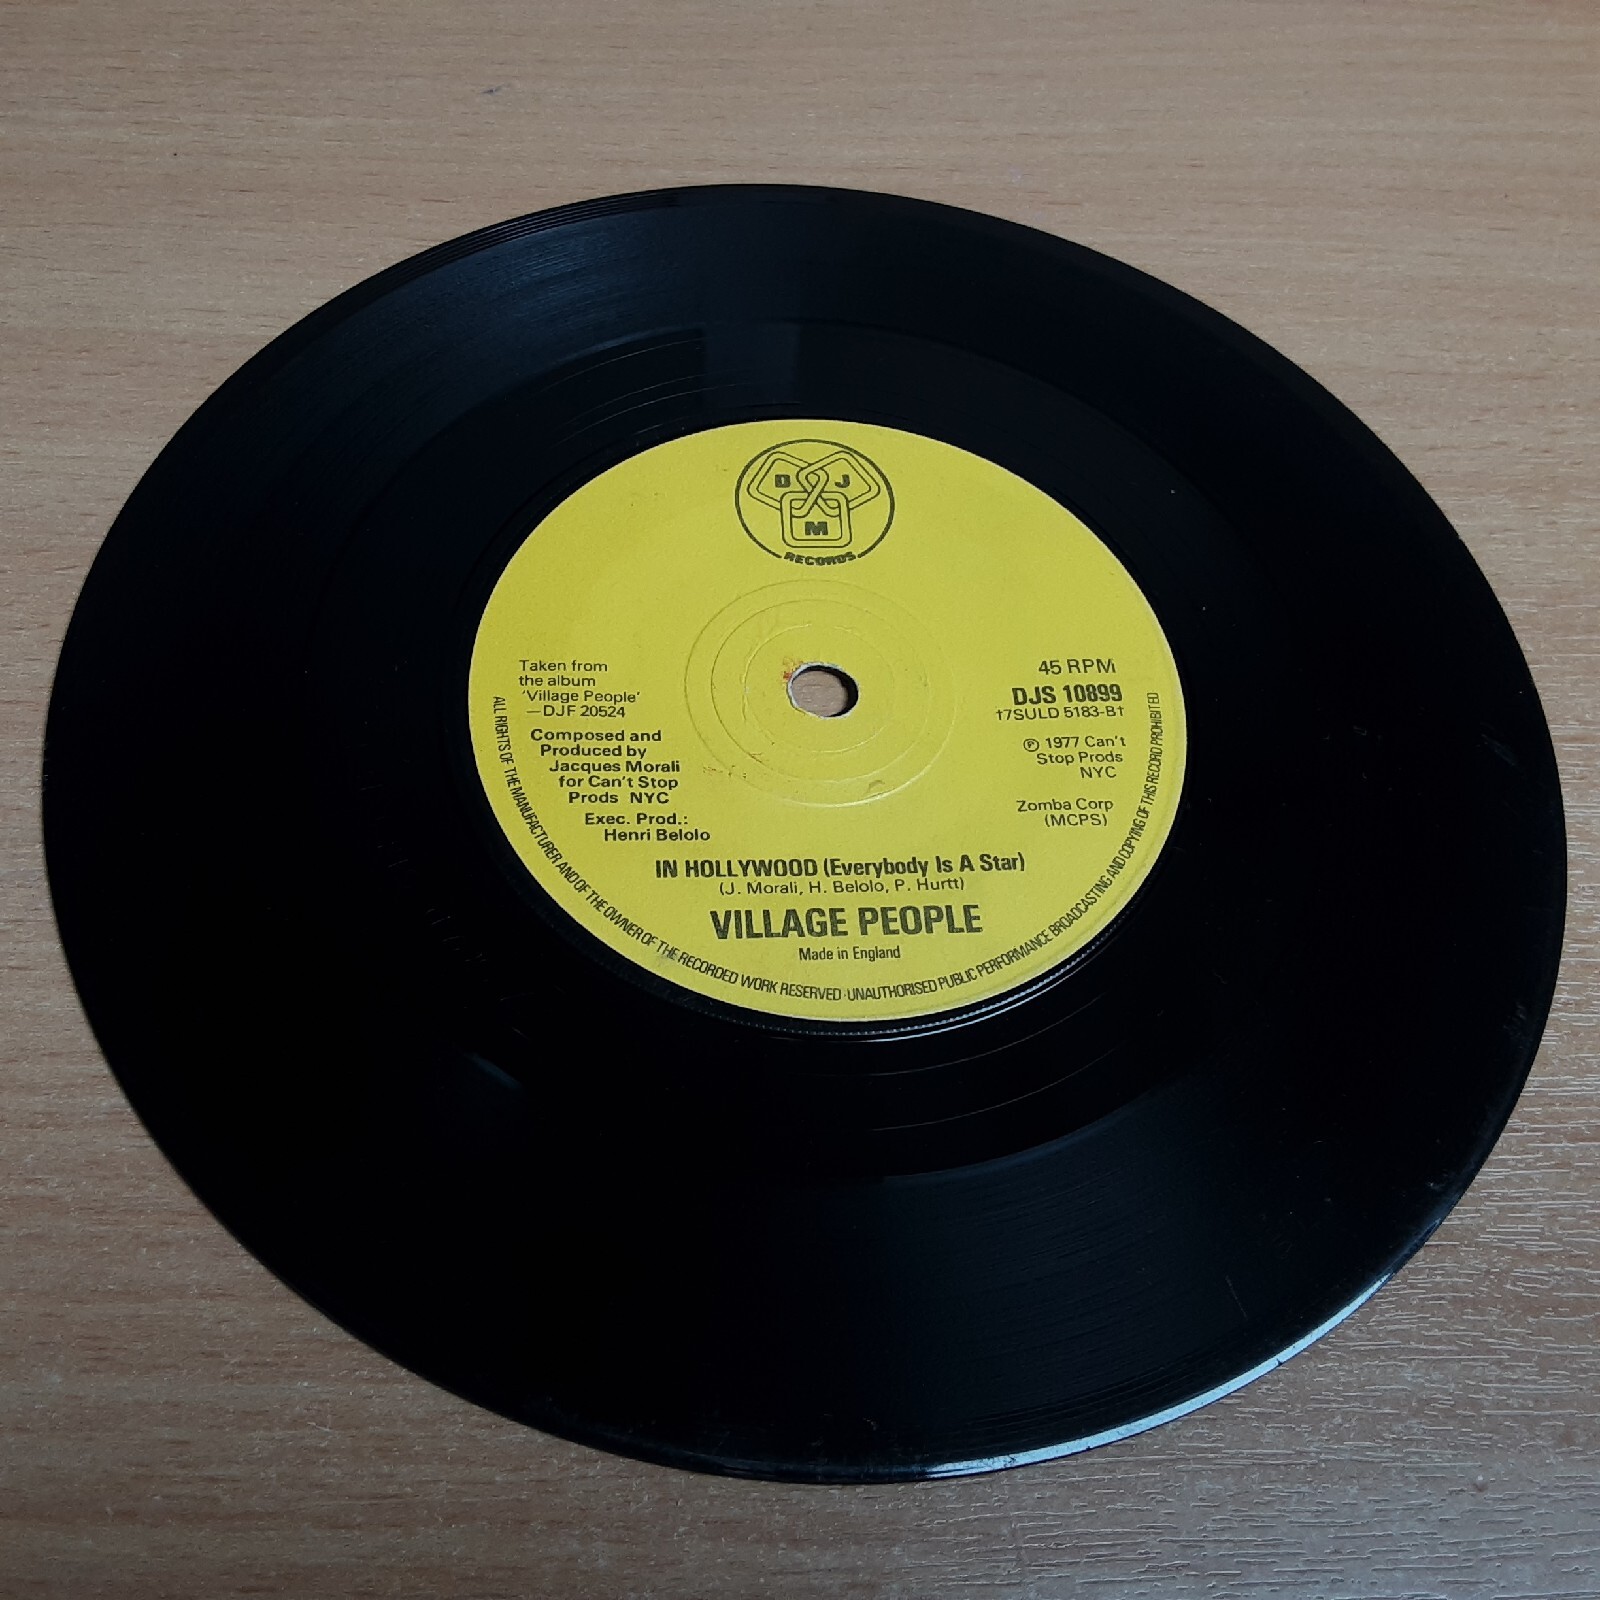 D J
M
RECORDS
Taken from
the album
'Village People'
—DJF 20524
Composed and
Produced by
Jacques Morali
for Can't Stop
Prods NYC
Exec. Prod.:
Henri Belolo
45 RPM
DJS 10899
†7SULD 5183-B†
℗ 1977 Can't
Stop Prods
NYC
Zomba Corp
(MCPS)
IN HOLLYWOOD (Everybody Is A Star)
(J. Morali, H. Belolo, P. Hurtt)
VILLAGE PEOPLE
Made in England
ALL RIGHTS OF THE MANUFACTURER AND OF THE OWNER OF THE RECORDED WORK RESERVED · UNAUTHORISED PUBLIC PERFORMANCE BROADCASTING AND COPYING OF THIS RECORD PROHIBITED